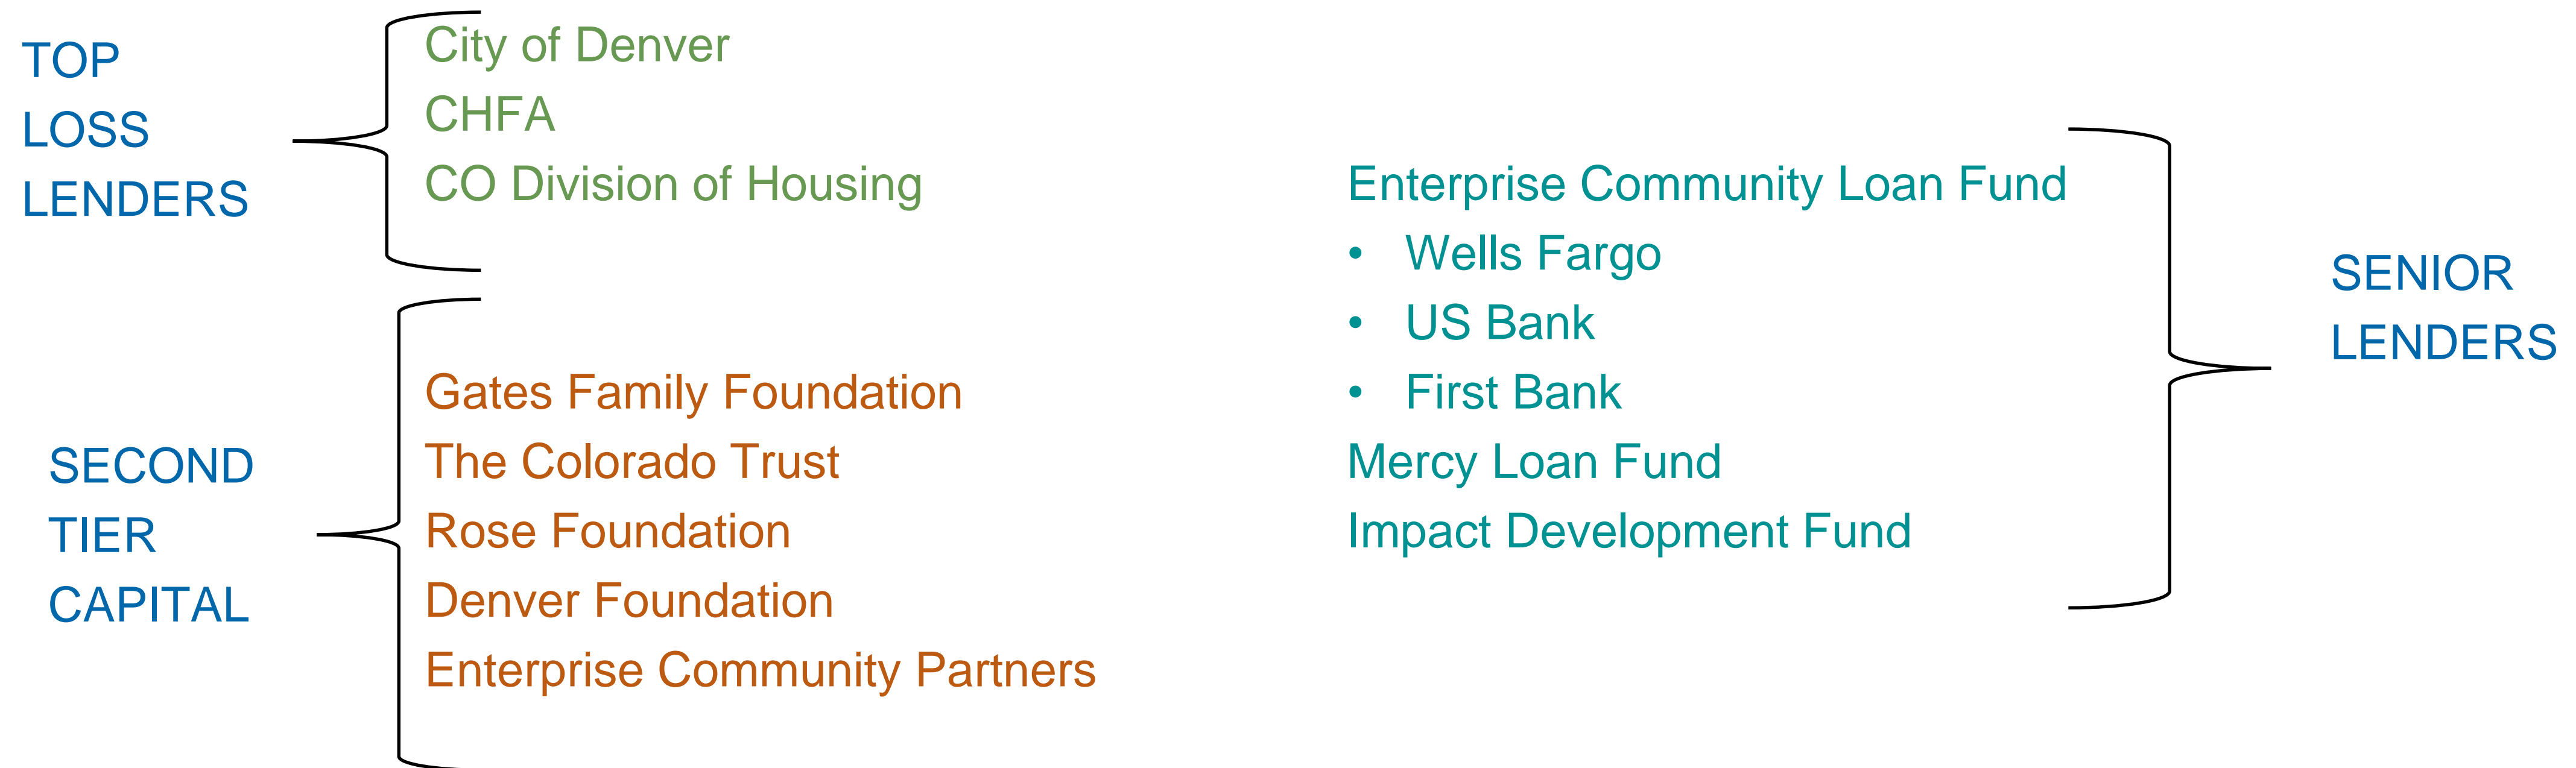 TOP
LOSS
LENDERS
City of Denver
CHFA
CO Division of Housing
SECOND
TIER
CAPITAL
Gates Family Foundation
The Colorado Trust
Rose Foundation
Denver Foundation
Enterprise Community Partners
Enterprise Community Loan Fund
• Wells Fargo
• US Bank
• First Bank
Mercy Loan Fund
Impact Development Fund
SENIOR
LENDERS